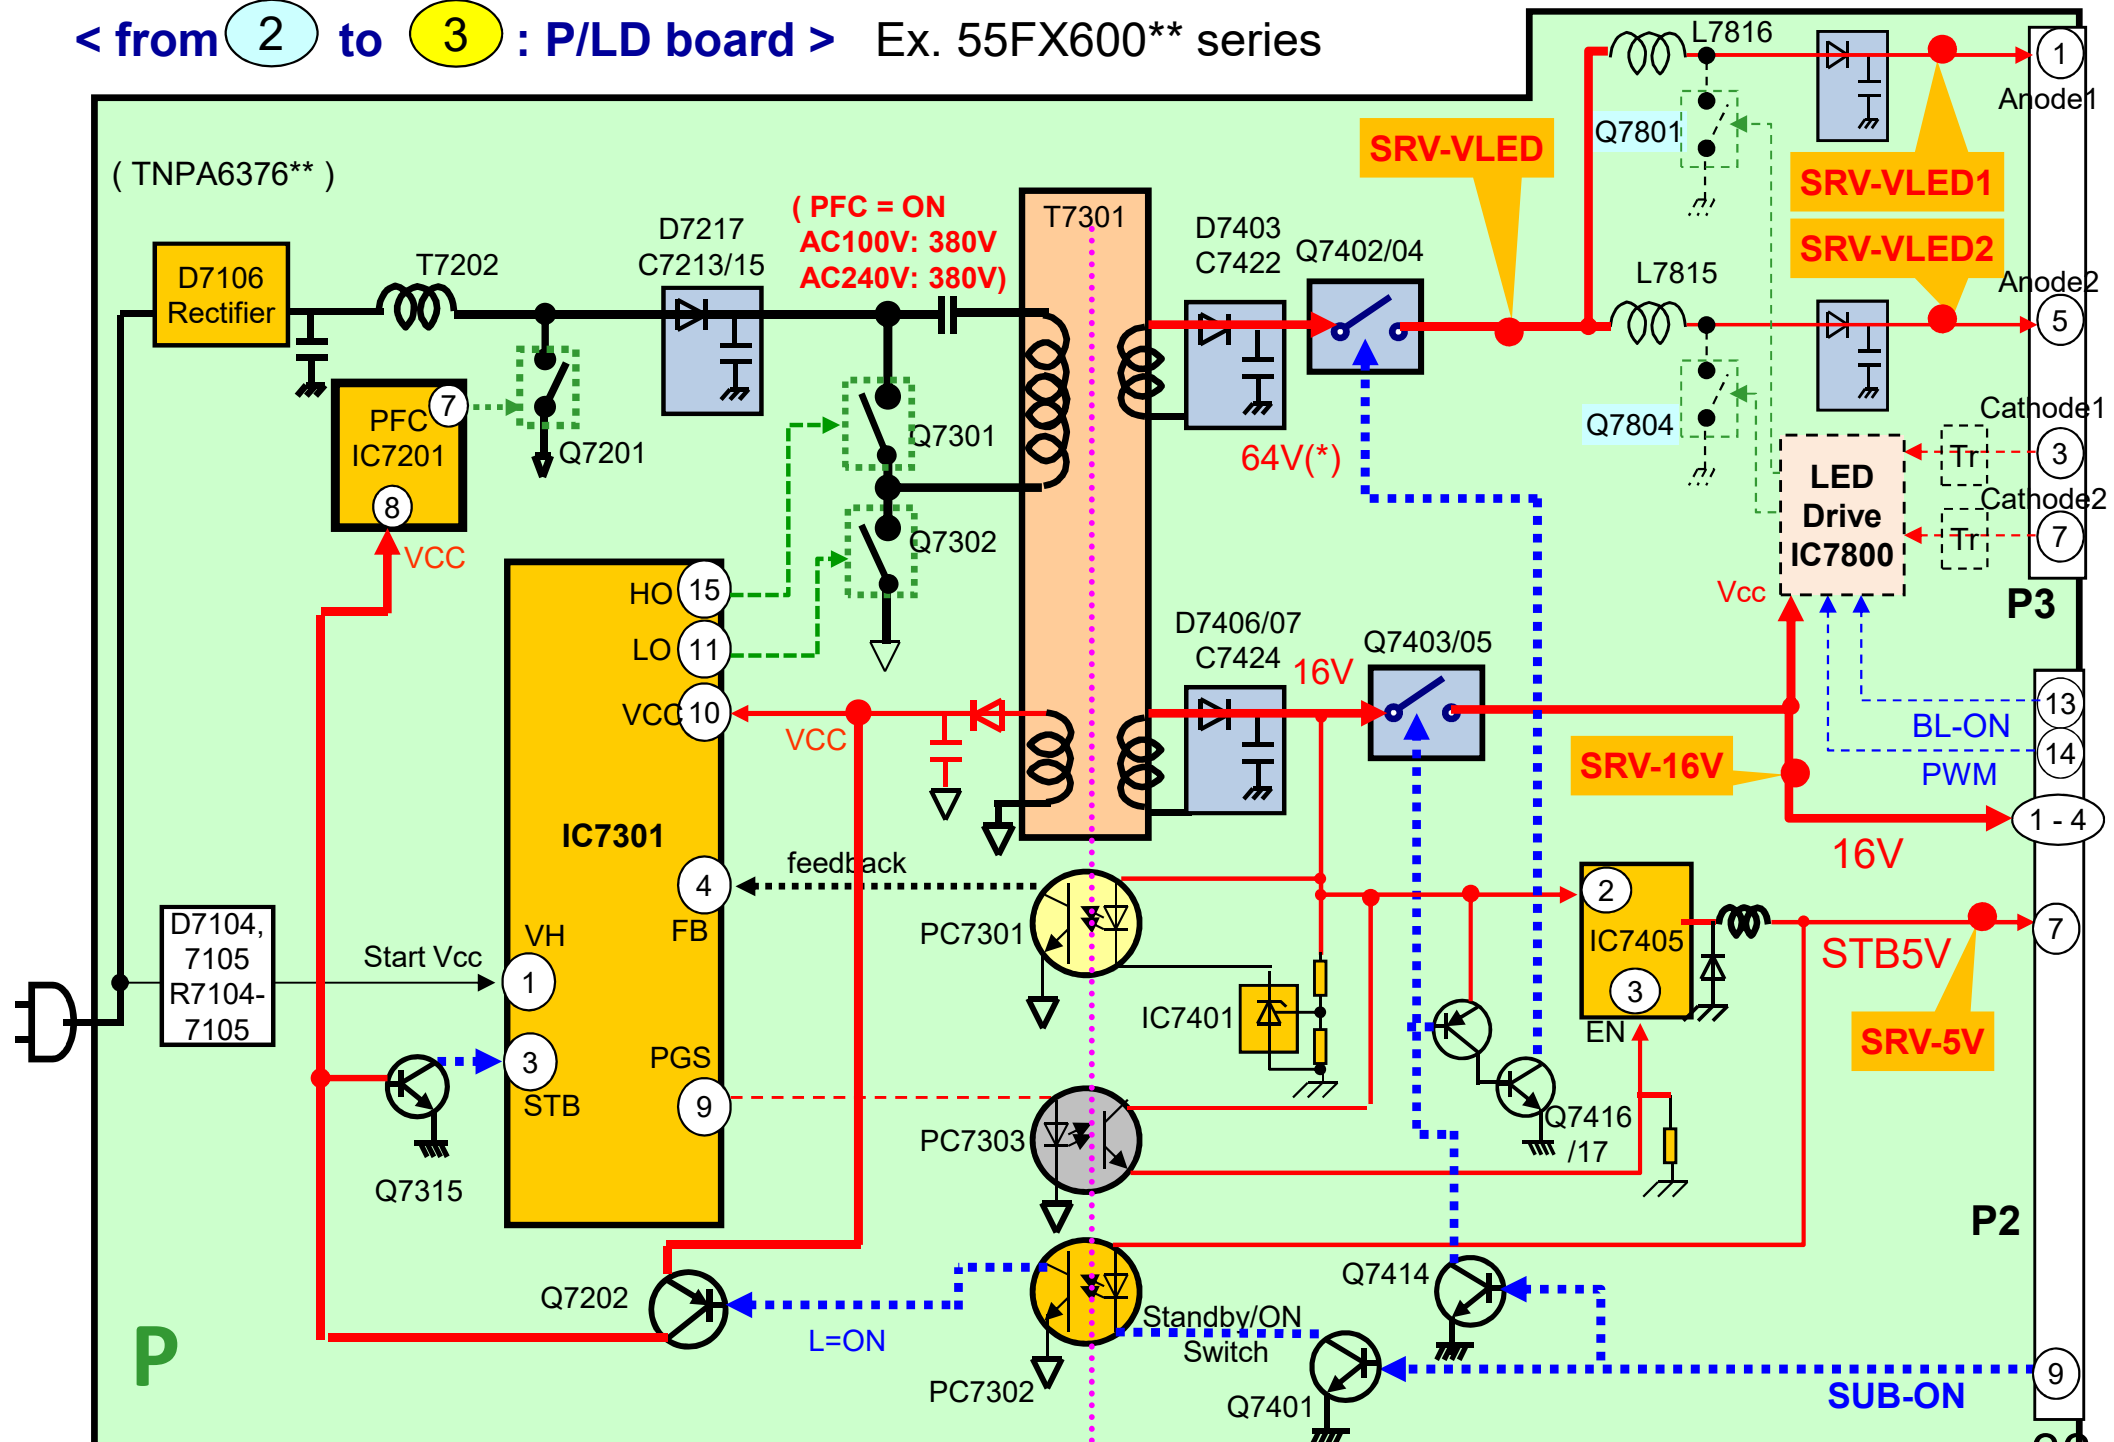 < from 2 to 3 : P/LD board > Ex. 55FX600** series
( TNPA6376** )
D7106
Rectifier
T7202
D7217
C7213/15
( PFC = ON
AC100V: 380V
AC240V: 380V)
T7301
D7403
C7422
Q7402/04
SRV-VLED
L7816
Q7801
SRV-VLED1
SRV-VLED2
1
Anode1
L7815
Anode2
5
Q7804
Cathode1
3
Tr
Cathode2
7
Tr
LED
Drive
IC7800
P3
PFC
IC7201
7
8
VCC
Q7201
Q7301
Q7302
64V(*)
HO
15
LO
11
VCC
10
VCC
IC7301
4
FB
feedback
VH
1
Start Vcc
3
STB
PGS
9
D7104,
7105
R7104-
7105
Q7315
D7406/07
C7424
16V
Q7403/05
Vcc
13
BL-ON
14
PWM
SRV-16V
1 - 4
16V
PC7301
IC7401
2
IC7405
3
EN
STB5V
7
SRV-5V
PC7303
Q7416
/17
P2
Q7202
L=ON
Standby/ON
Switch
PC7302
Q7414
Q7401
SUB-ON
9
P